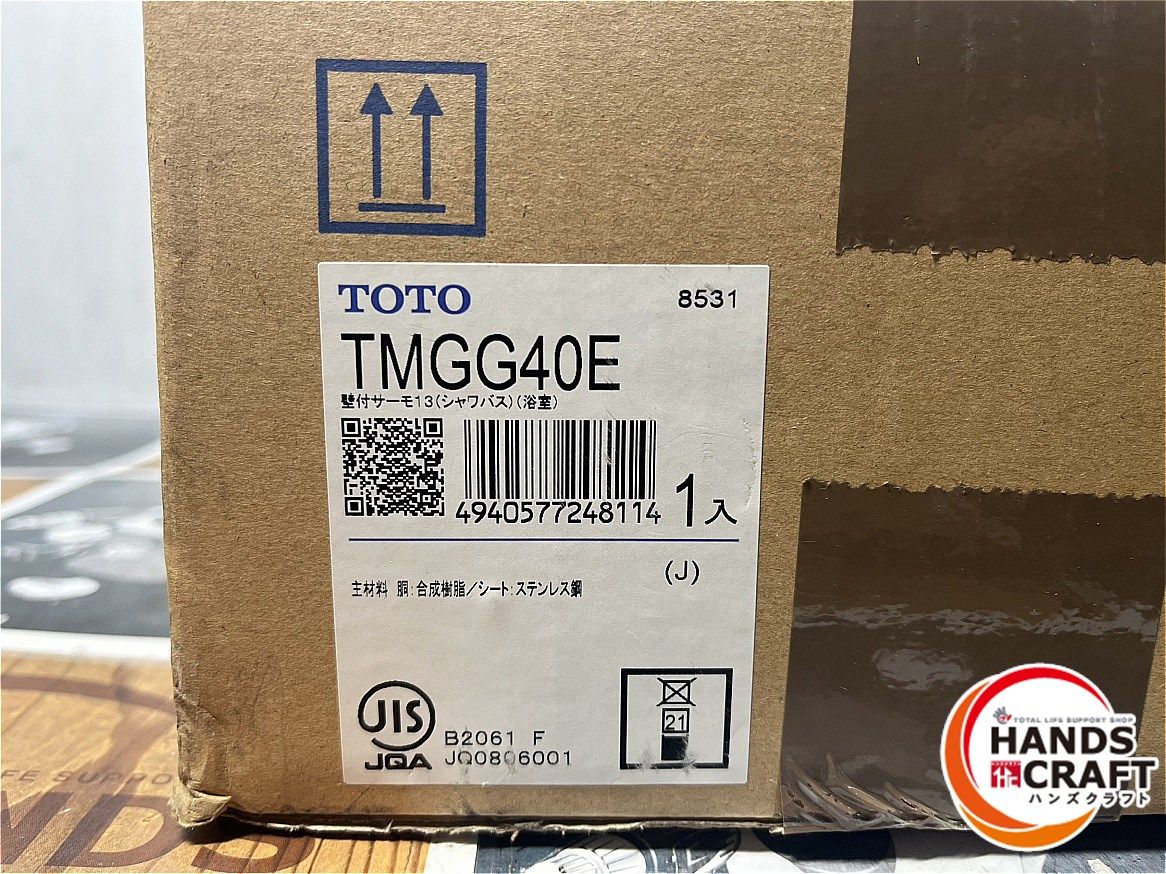 TOTO 8531
TMGG40E
壁付サーモ13(シャワバス)(浴室)
4940577248114 1入
(J)
主材料 胴:合成樹脂/シート:ステンレス鋼
JIS
JQA
B2061 F
JQ0806001
21
TOTAL LIFE SUPPORT SHOP
HANDS
CRAFT
ハンズクラフト